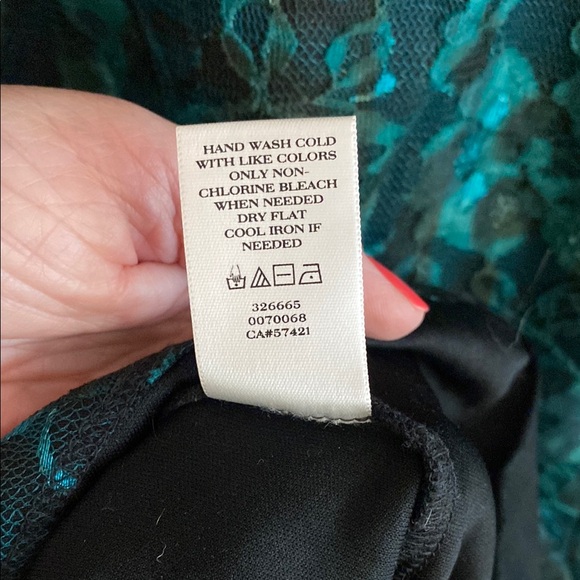 HAND WASH COLD
WITH LIKE COLORS
ONLY NON-
CHLORINE BLEACH
WHEN NEEDED
DRY FLAT
COOL IRON IF
NEEDED
326665
0070068
CA#57421